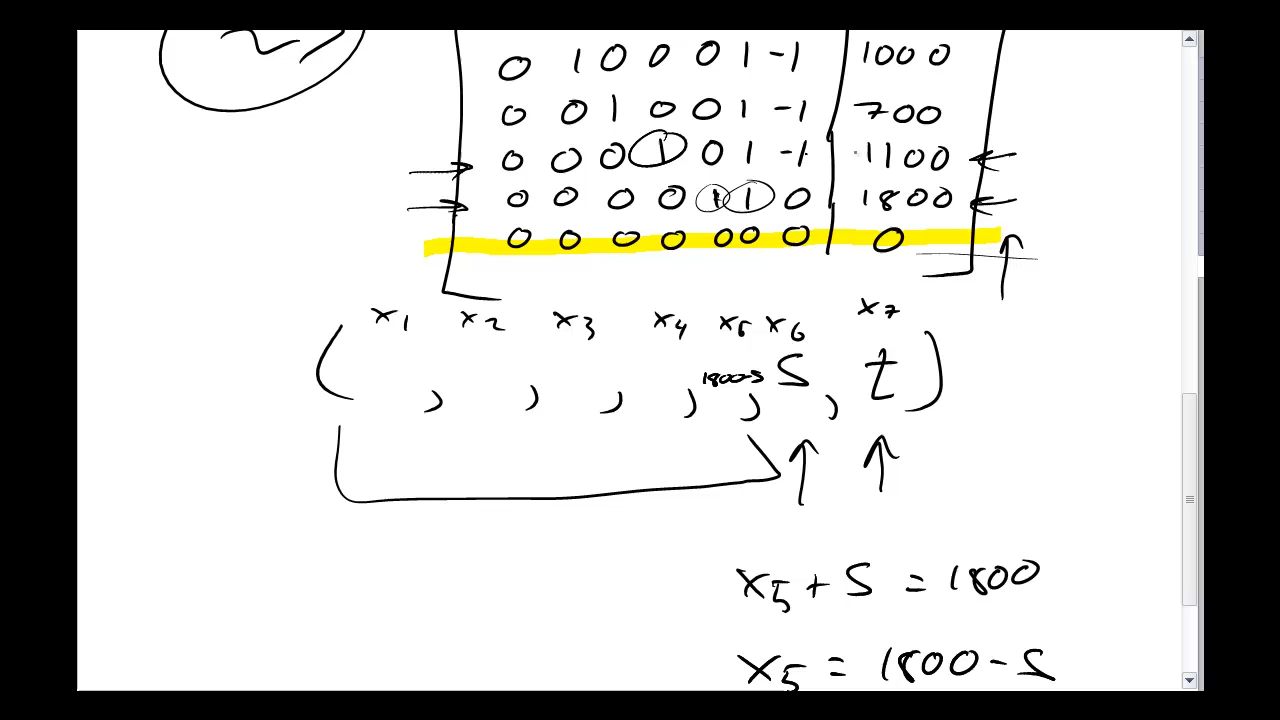 0 1 0 0 0 1 -1 | 1000
0 0 1 0 0 1 -1 | 700
0 0 0 1 0 1 -1 | 1100
0 0 0 0 1 1 0 | 1800
0 0 0 0 0 0 0 | 0
x1 x2 x3 x4 x5 x6 x7
( , , , , 1800-s, s, t )
x5 + s = 1800
x5 = 1800 - s